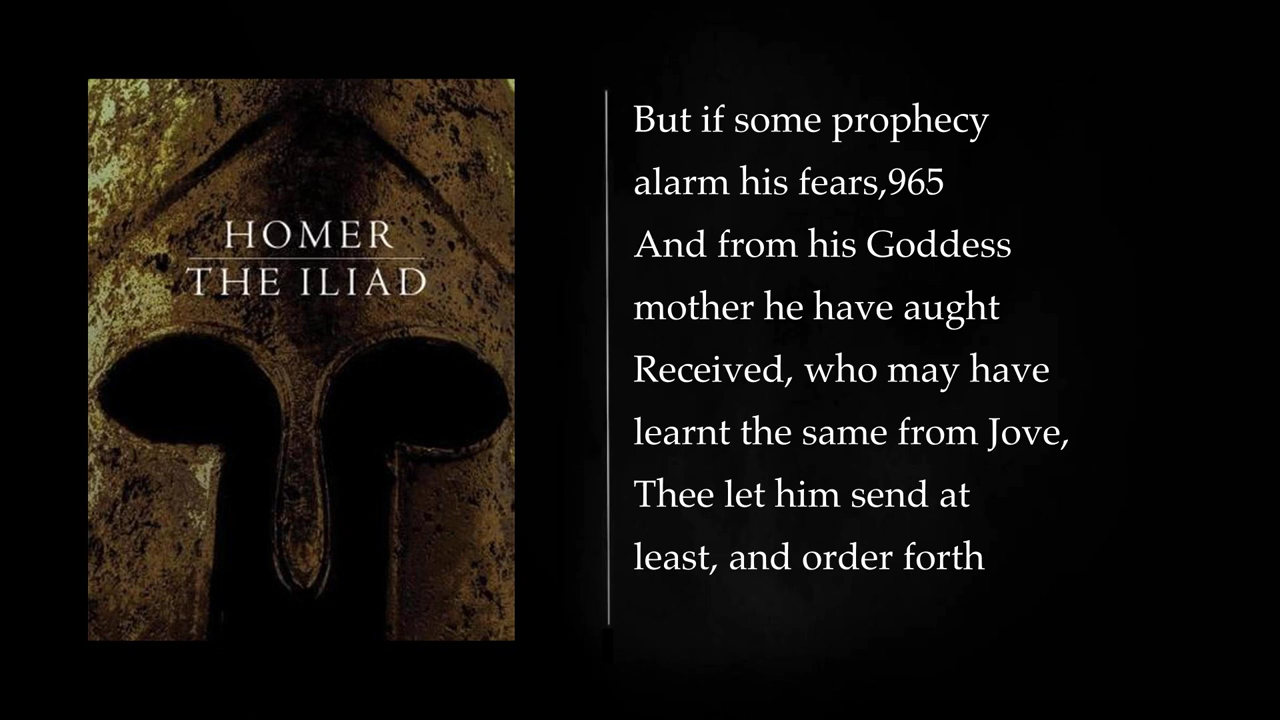 HOMER
THE ILIAD
But if some prophecy
alarm his fears,965
And from his Goddess
mother he have aught
Received, who may have
learnt the same from Jove,
Thee let him send at
least, and order forth